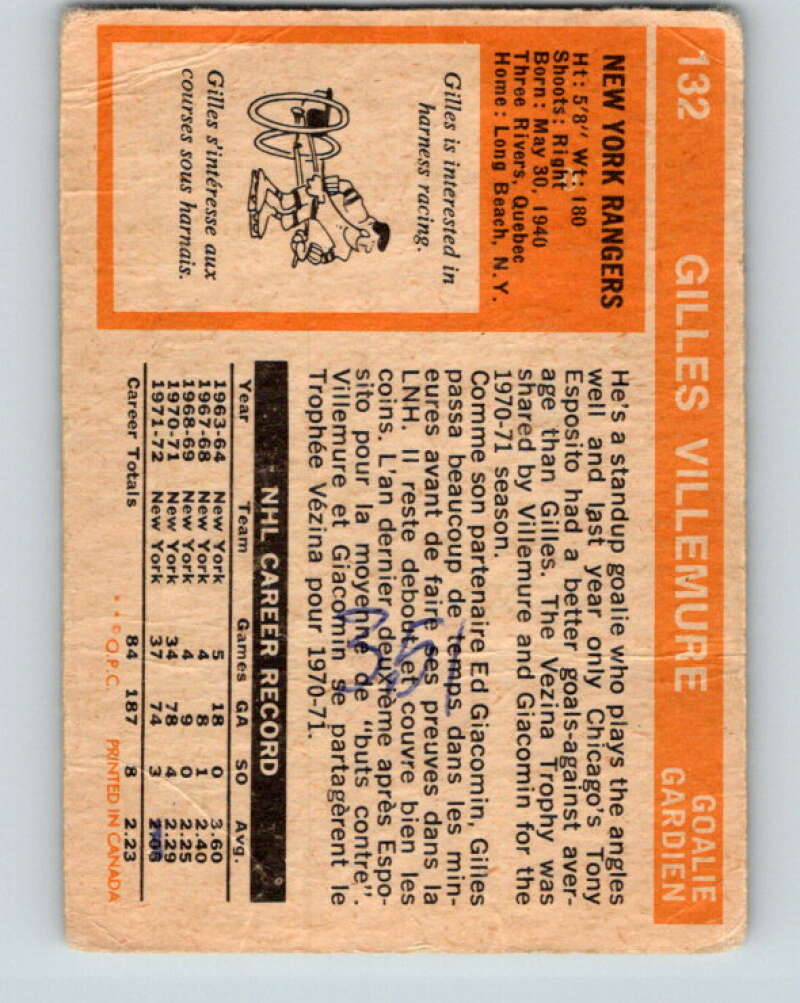 132 GILLES VILLEMURE GOALIE
GARDIEN
NEW YORK RANGERS
Ht: 5'8" Wt: 180
Shoots: Right
Born: May 30, 1940
Three Rivers, Quebec
Home: Long Beach, N.Y.
Gilles is interested in
harness racing.
Gilles s'intéresse aux
courses sous harnais.
He's a standup goalie who plays the angles
well and last year only Chicago's Tony
Esposito had a better goals-against aver-
age than Gilles. The Vezina Trophy was
shared by Villemure and Giacomin for the
1970-71 season.
Comme son partenaire Ed Giacomin, Gilles
passa beaucoup de temps dans les min-
eures avant de faire ses preuves dans la
LNH. Il reste debout et couvre bien les
coins. L'an dernier deuxième après Espo-
sito pour la moyenne de "buts contre".
Villemure et Giacomin se partagèrent le
Trophée Vézina pour 1970-71.
NHL CAREER RECORD
Year Team Games GA SO Avg.
1963-64 New York 5 18 0 3.60
1967-68 New York 4 8 1 2.40
1968-69 New York 4 9 0 2.25
1970-71 New York 34 78 4 2.29
1971-72 New York 37 74 3 2.08
Career Totals 84 187 8 2.23
* * © O.P.C. PRINTED IN CANADA